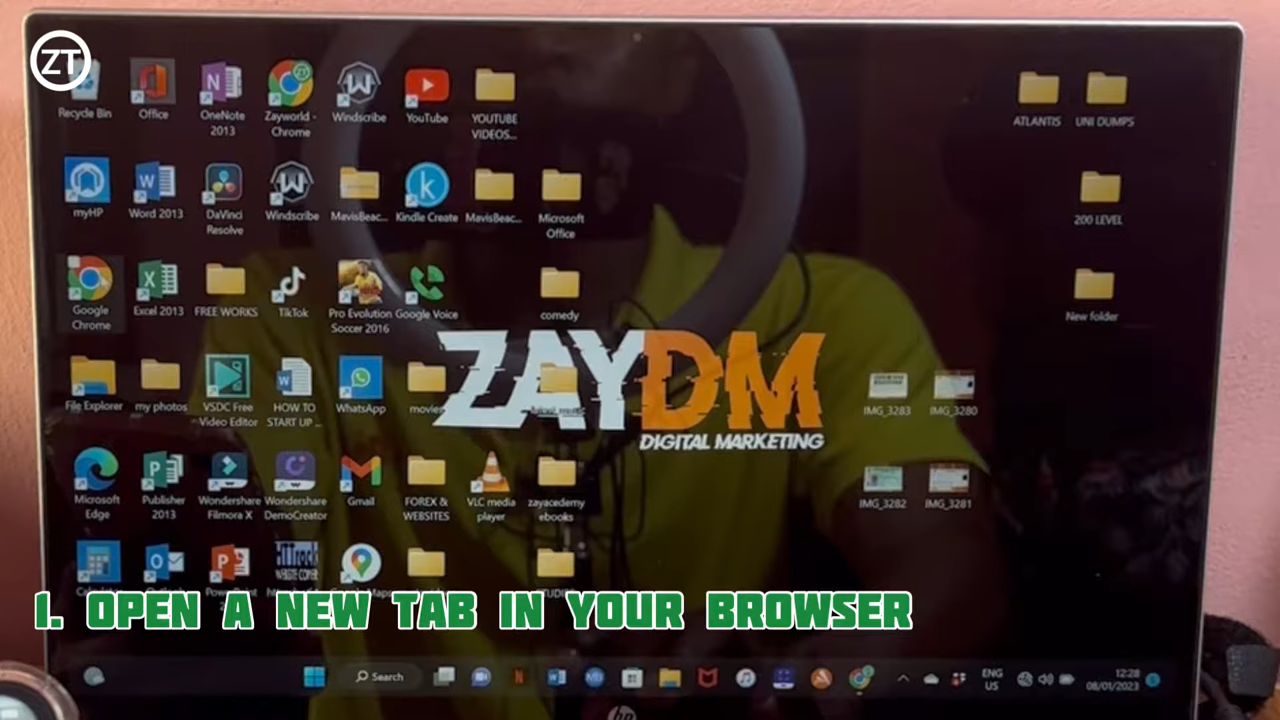 ZT
Recycle Bin
Office
OneNote
2013
Zayworld -
Chrome
Windscribe
YouTube
YOUTUBE
VIDEOS...
ATLANTIS
UNI DUMPS
myHP
Word 2013
DaVinci
Resolve
Windscribe
MavisBeac...
Kindle Create
MavisBeac...
Microsoft
Office
200 LEVEL
Google
Chrome
Excel 2013
FREE WORKS
TikTok
Pro Evolution
Soccer 2016
Google Voice
comedy
New folder
ZAYDM
DIGITAL MARKETING
File Explorer
my photos
VSDC Free
Video Editor
HOW TO
START UP ...
WhatsApp
movies
IMG_3283
IMG_3280
Microsoft
Edge
Publisher
2013
Wondershare
Filmora X
Wondershare
DemoCreator
Gmail
FOREX &
WEBSITES
VLC media
player
zayacedemy
ebooks
IMG_3282
IMG_3281
HTTrack
WEBSITE COPIER
1. OPEN A NEW TAB IN YOUR BROWSER
Search
ENG
US
12:28
08/01/2023
hp